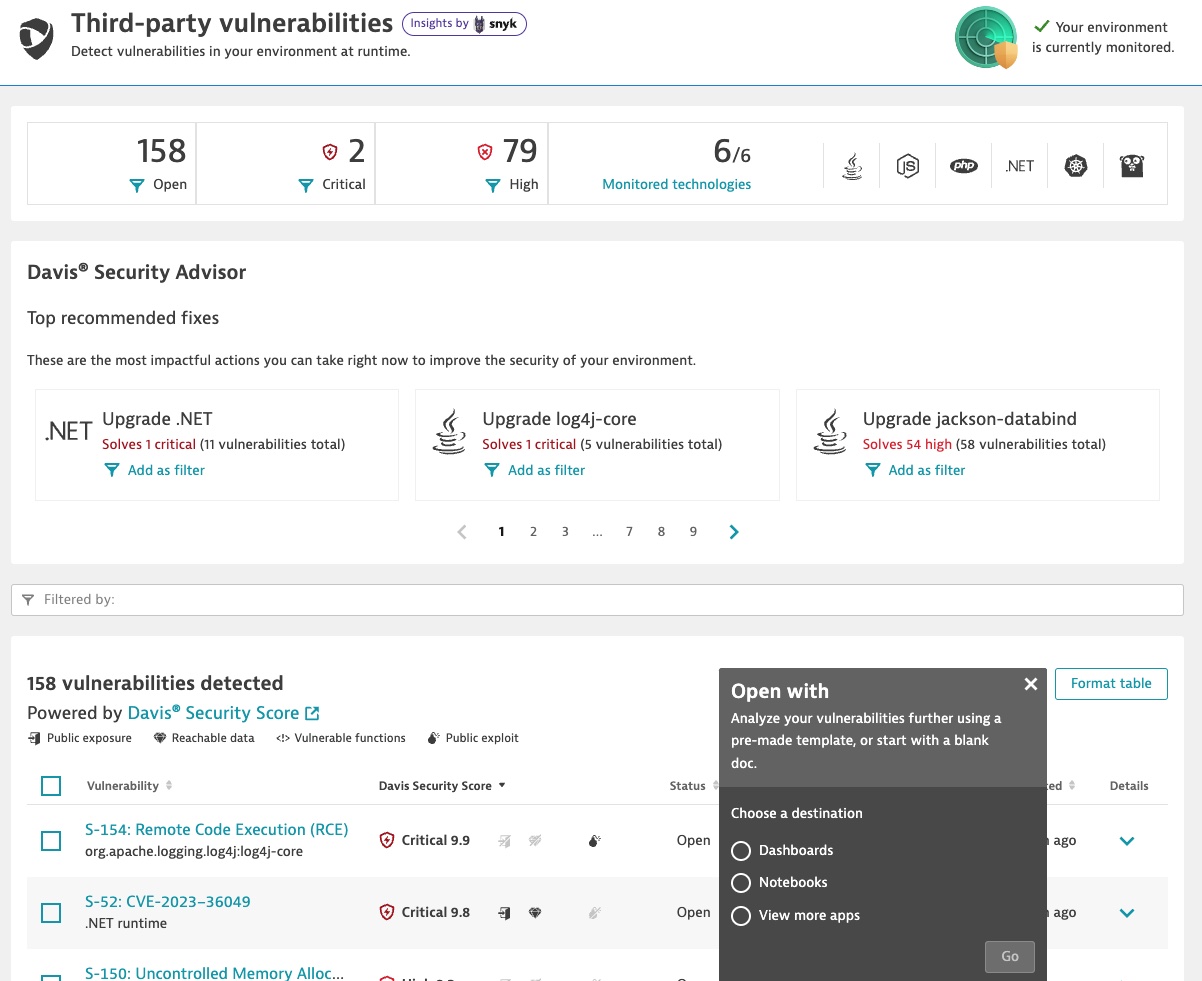 Third-party vulnerabilities Insights by snyk
Detect vulnerabilities in your environment at runtime.
Your environment
is currently monitored.
158
Open
2
Critical
79
High
6/6
Monitored technologies
JS
php
.NET
Davis® Security Advisor
Top recommended fixes
These are the most impactful actions you can take right now to improve the security of your environment.
.NET
Upgrade .NET
Solves 1 critical (11 vulnerabilities total)
Add as filter
Upgrade log4j-core
Solves 1 critical (5 vulnerabilities total)
Add as filter
Upgrade jackson-databind
Solves 54 high (58 vulnerabilities total)
Add as filter
1 2 3 ... 7 8 9
Filtered by:
158 vulnerabilities detected
Powered by Davis® Security Score
Public exposure Reachable data Vulnerable functions Public exploit
Format table
Open with
Analyze your vulnerabilities further using a
pre-made template, or start with a blank
doc.
Choose a destination
Dashboards
Notebooks
View more apps
Go
Vulnerability Davis Security Score Status Details
S-154: Remote Code Execution (RCE)
org.apache.logging.log4j:log4j-core
Critical 9.9 Open ago
S-52: CVE-2023-36049
.NET runtime
Critical 9.8 Open ago
S-150: Uncontrolled Memory Alloc...